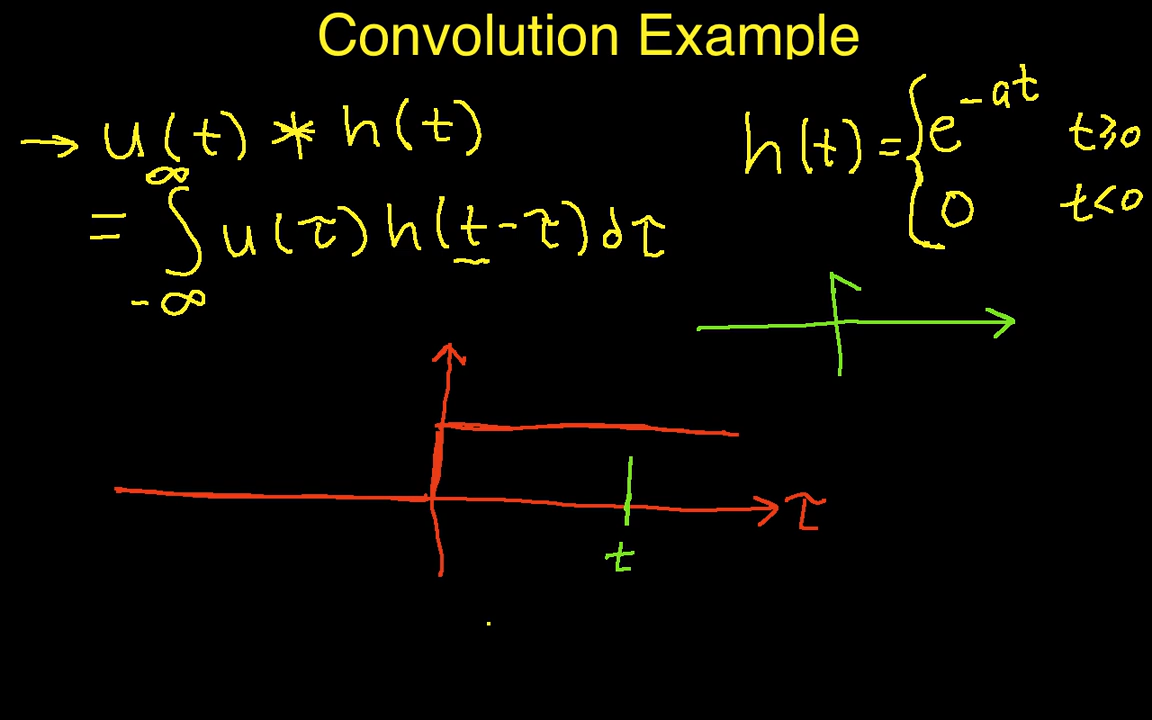 Convolution Example
→ u(t) * h(t)
= ∫_{-∞}^{∞} u(τ) h(t-τ) dτ
h(t) = { e^{-at} t≥0
0 t<0
τ
t